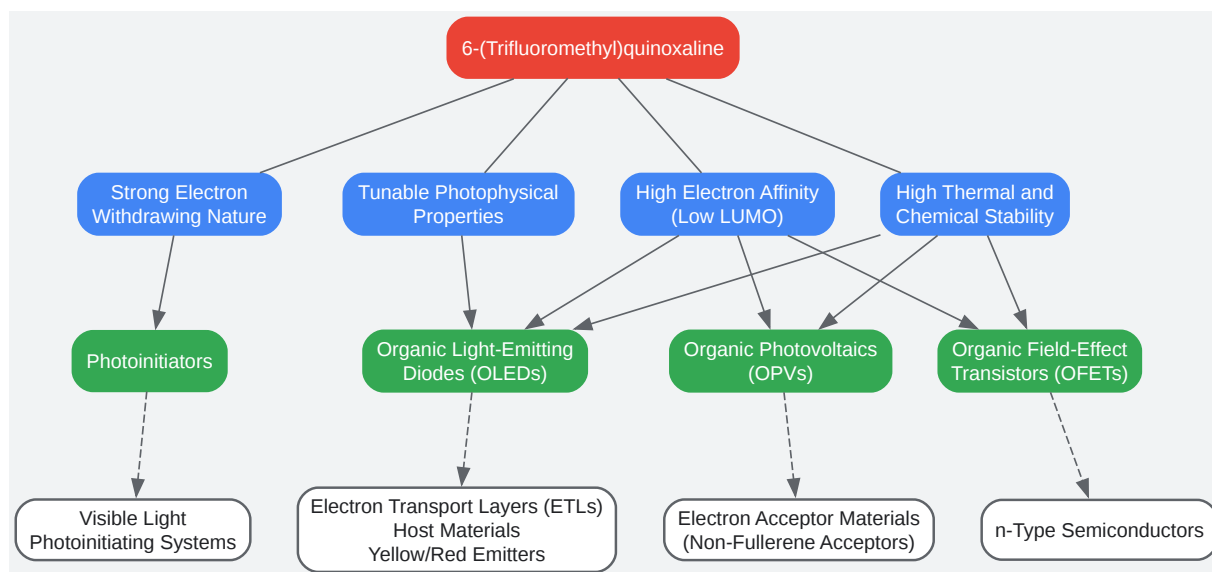 6-(Trifluoromethyl)quinoxaline
Strong Electron
Withdrawing Nature
Tunable Photophysical
Properties
High Electron Affinity
(Low LUMO)
High Thermal and
Chemical Stability
Photoinitiators
Organic Light-Emitting
Diodes (OLEDs)
Organic Photovoltaics
(OPVs)
Organic Field-Effect
Transistors (OFETs)
Visible Light
Photoinitiating Systems
Electron Transport Layers (ETLs)
Host Materials
Yellow/Red Emitters
Electron Acceptor Materials
(Non-Fullerene Acceptors)
n-Type Semiconductors